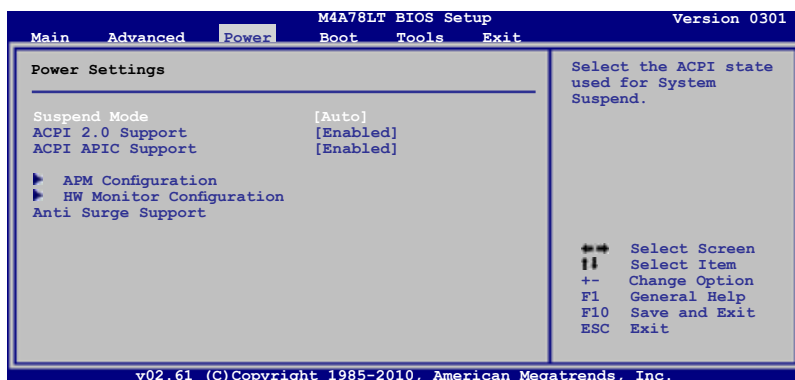 M4A78LT BIOS Setup Version 0301
Main Advanced Power Boot Tools Exit
Power Settings
Suspend Mode [Auto]
ACPI 2.0 Support [Enabled]
ACPI APIC Support [Enabled]
APM Configuration
HW Monitor Configuration
Anti Surge Support
Select the ACPI state
used for System
Suspend.
Select Screen
Select Item
+- Change Option
F1 General Help
F10 Save and Exit
ESC Exit
v02.61 (C)Copyright 1985-2010, American Megatrends, Inc.